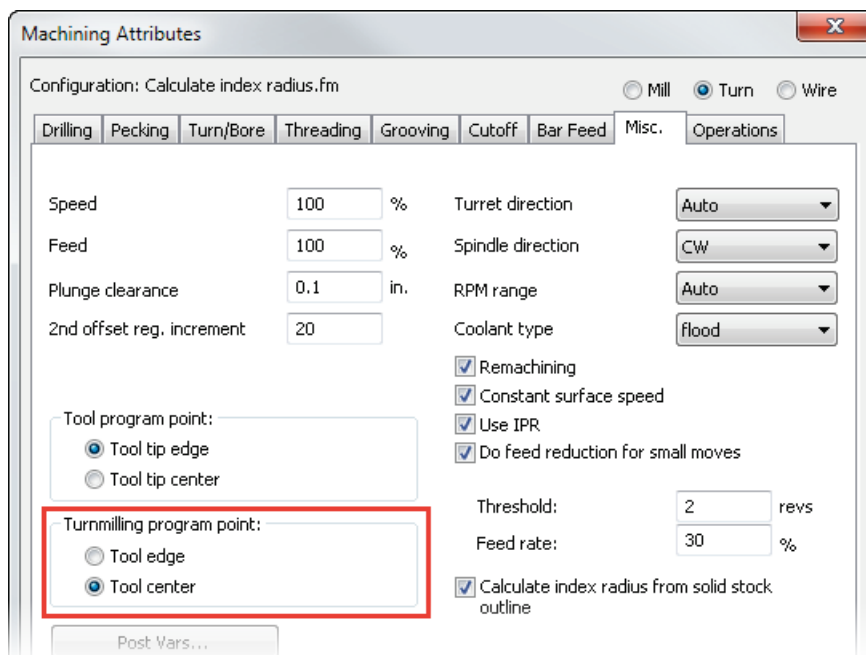 Machining Attributes
Configuration: Calculate index radius.fm
Mill
Turn
Wire
Drilling
Pecking
Turn/Bore
Threading
Grooving
Cutoff
Bar Feed
Misc.
Operations
Speed
100
%
Turret direction
Auto
Feed
100
%
Spindle direction
CW
Plunge clearance
0.1
in.
RPM range
Auto
2nd offset reg. increment
20
Coolant type
flood
Remachining
Constant surface speed
Use IPR
Do feed reduction for small moves
Tool program point:
Tool tip edge
Tool tip center
Threshold:
2
revs
Feed rate:
30
%
Turnmilling program point:
Tool edge
Tool center
Calculate index radius from solid stock
outline
Post Vars...